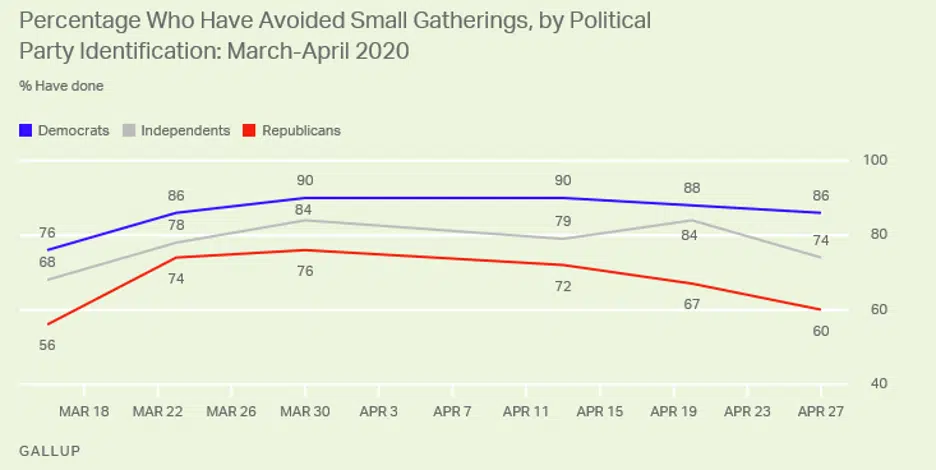 Percentage Who Have Avoided Small Gatherings, by Political
Party Identification: March-April 2020
% Have done
Democrats Independents Republicans
100
90 90 88 86
86
76 78 84 79 84 74
80
68
74 76 72 67 60
60
56
40
MAR 18 MAR 22 MAR 26 MAR 30 APR 3 APR 7 APR 11 APR 15 APR 19 APR 23 APR 27
GALLUP